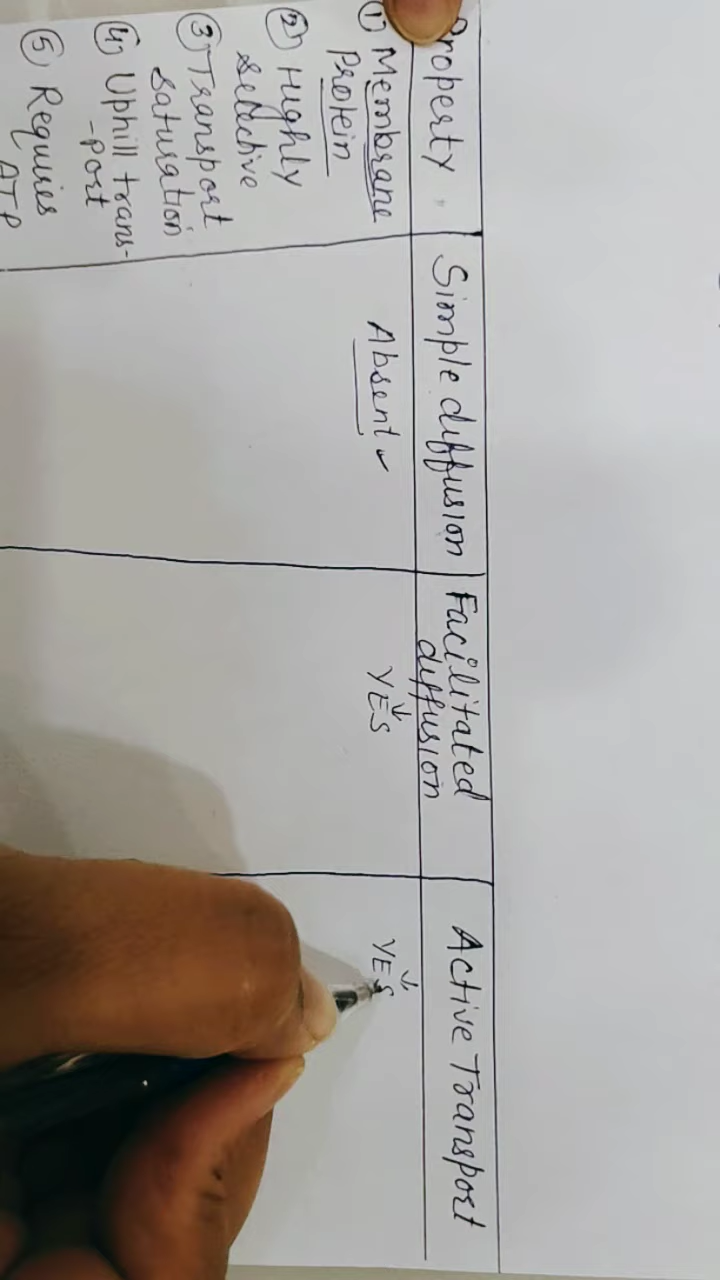 Property Simple diffusion Facilitated diffusion Active Transport
① Membrane Protein Absent ✓ YES YES
② Highly selective
③ Transport saturation
④ Uphill trans-port
⑤ Requires ATP